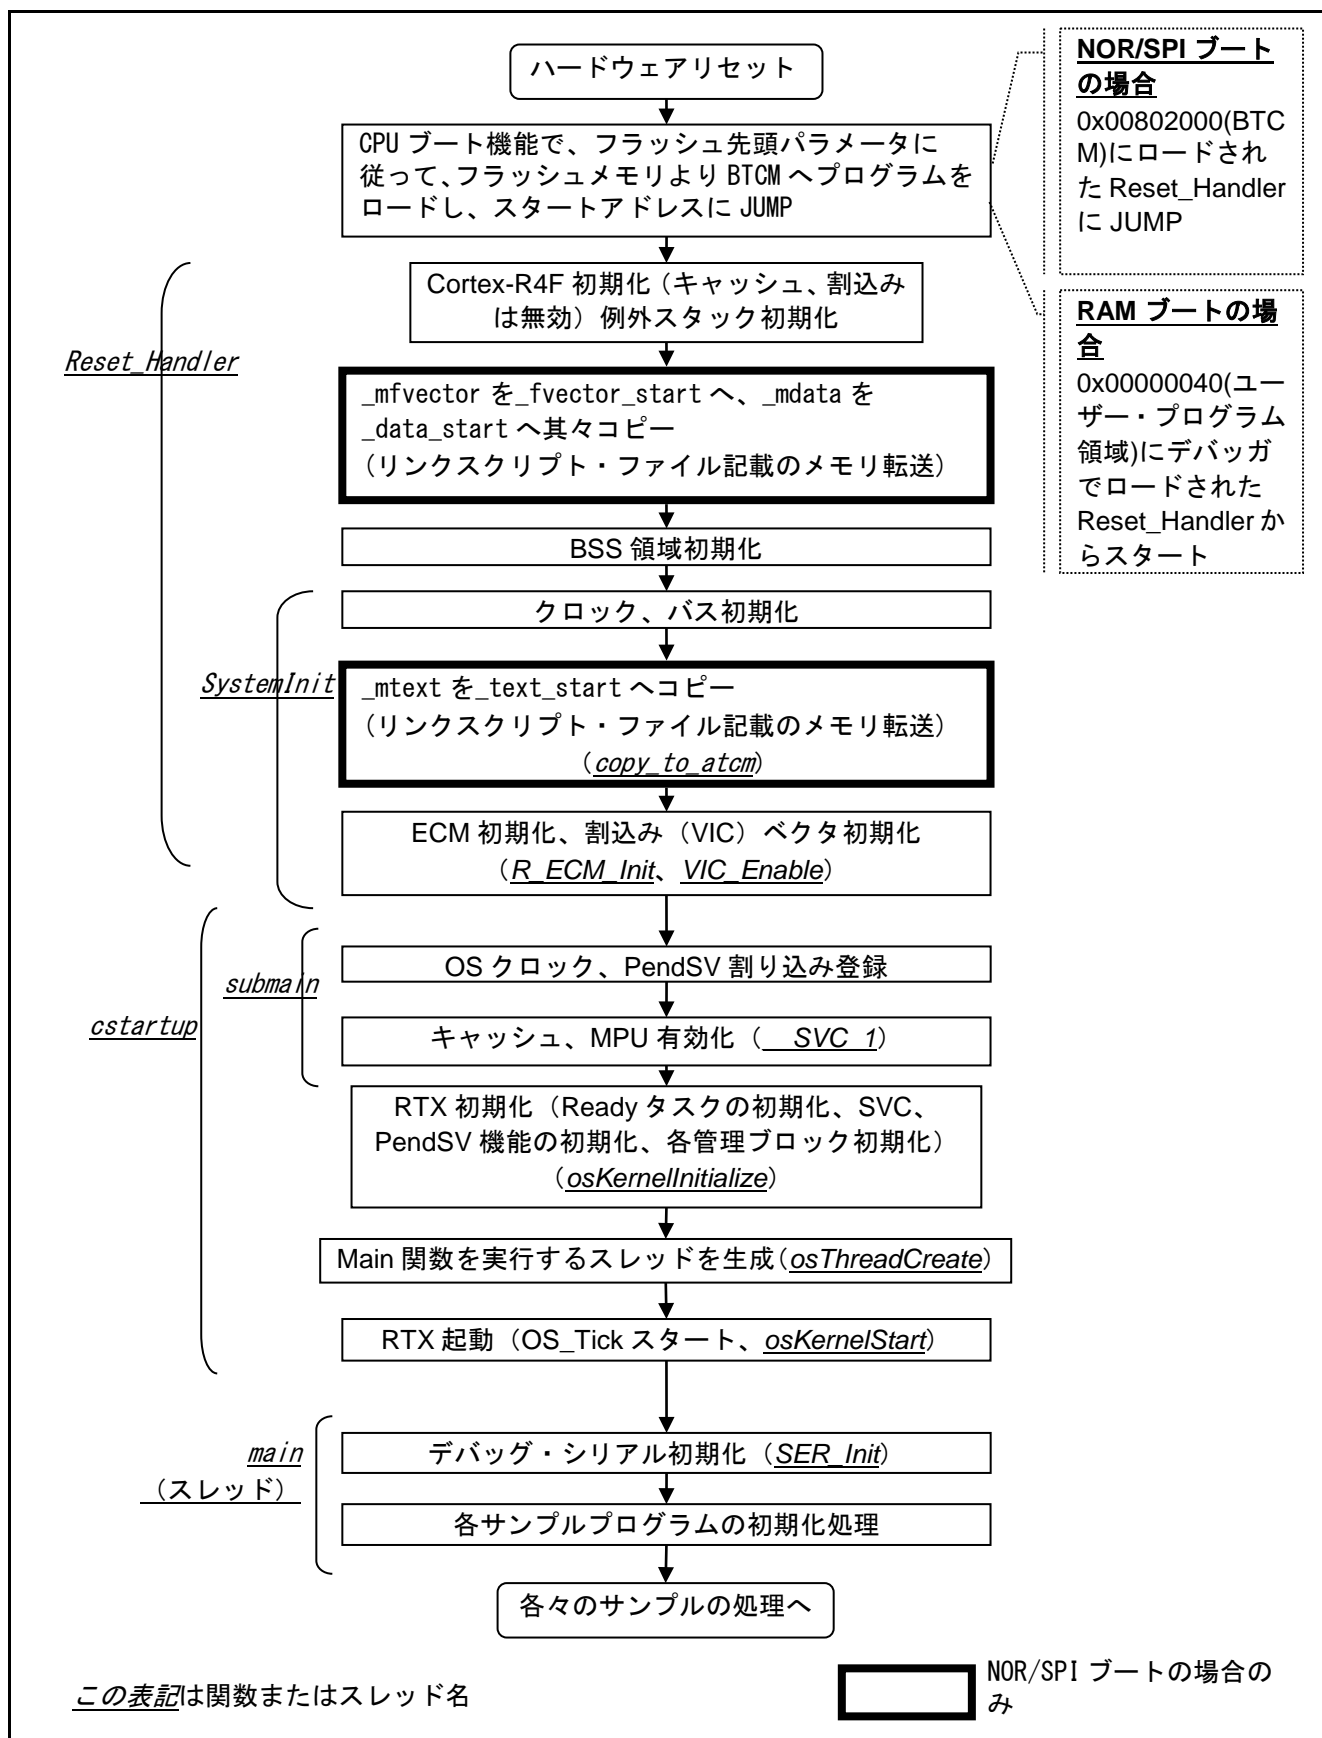 ハードウェアリセット
CPU ブート機能で、フラッシュ先頭パラメータに
従って、フラッシュメモリより BTCM へプログラムを
ロードし、スタートアドレスに JUMP
NOR/SPI ブート
の場合
0x00802000(BTC
M)にロードされ
た Reset_Handler
に JUMP
RAM ブートの場
合
0x00000040(ユー
ザー・プログラム
領域)にデバッガ
でロードされた
Reset_Handler か
らスタート
Reset_Handler
Cortex-R4F 初期化（キャッシュ、割込み
は無効）例外スタック初期化
_mfvector を_fvector_start へ、_mdata を
_data_start へ其々コピー
（リンクスクリプト・ファイル記載のメモリ転送）
BSS 領域初期化
SystemInit
クロック、バス初期化
_mtext を_text_start へコピー
（リンクスクリプト・ファイル記載のメモリ転送）
（copy_to_atcm）
ECM 初期化、割込み（VIC）ベクタ初期化
（R_ECM_Init、VIC_Enable）
cstartup
submain
OS クロック、PendSV 割り込み登録
キャッシュ、MPU 有効化（__SVC_1）
RTX 初期化（Ready タスクの初期化、SVC、
PendSV 機能の初期化、各管理ブロック初期化）
（osKernelInitialize）
Main 関数を実行するスレッドを生成（osThreadCreate）
RTX 起動（OS_Tick スタート、osKernelStart）
main
（スレッド）
デバッグ・シリアル初期化（SER_Init）
各サンプルプログラムの初期化処理
各々のサンプルの処理へ
この表記は関数またはスレッド名
NOR/SPI ブートの場合の
み